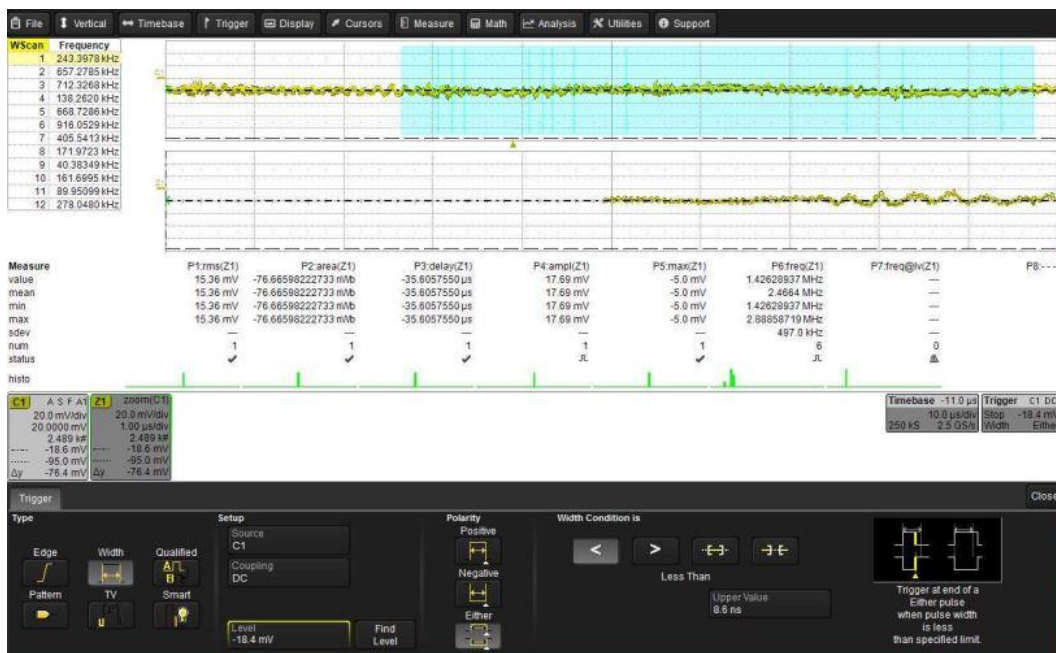 File Vertical Timebase Trigger Display Cursors Measure Math Analysis Utilities Support
WScan Frequency
1 243.3978 kHz
2 657.2785 kHz
3 712.3268 kHz
4 138.2620 kHz
5 668.7286 kHz
6 916.0529 kHz
7 405.5413 kHz
8 171.9723 kHz
9 40.38349 kHz
10 161.6995 kHz
11 89.95099 kHz
12 278.0480 kHz
C1
Measure P1:rms(Z1) P2:area(Z1) P3:delay(Z1) P4:ampl(Z1) P5:max(Z1) P6:freq(Z1) P7:freq@lv(Z1) P8:- - -
value 15.36 mV -76.66598222733 nWb -35.6057550 µs 17.69 mV -5.0 mV 1.42628937 MHz ---
mean 15.36 mV -76.66598222733 nWb -35.6057550 µs 17.69 mV -5.0 mV 2.4664 MHz ---
min 15.36 mV -76.66598222733 nWb -35.6057550 µs 17.69 mV -5.0 mV 1.42628937 MHz ---
max 15.36 mV -76.66598222733 nWb -35.6057550 µs 17.69 mV -5.0 mV 2.88858719 MHz ---
sdev --- --- --- --- --- 497.0 kHz ---
num 1 1 1 1 1 6 0
status
histo
C1 A S F A1 Z1 zoom(C1) Timebase -11.0 µs Trigger C1 DC
20.0 mV/div 20.0 mV/div 10.0 µs/div Stop -18.4 mV
20.0000 mV 1.00 µs/div 250 kS 2.5 GS/s Width Either
2.489 k# 2.489 k#
-18.6 mV -18.6 mV
-95.0 mV -95.0 mV
Δy -76.4 mV Δy -76.4 mV
Trigger Close
Type Setup Polarity Width Condition is
Source Positive
C1
Edge Width Qualified < >
A
B
Coupling Negative Less Than
DC
Pattern TV Smart Upper Value
8.6 ns
Either
Level Find
-18.4 mV Level
Trigger at end of a
Either pulse
when pulse width
is less
than specified limit.